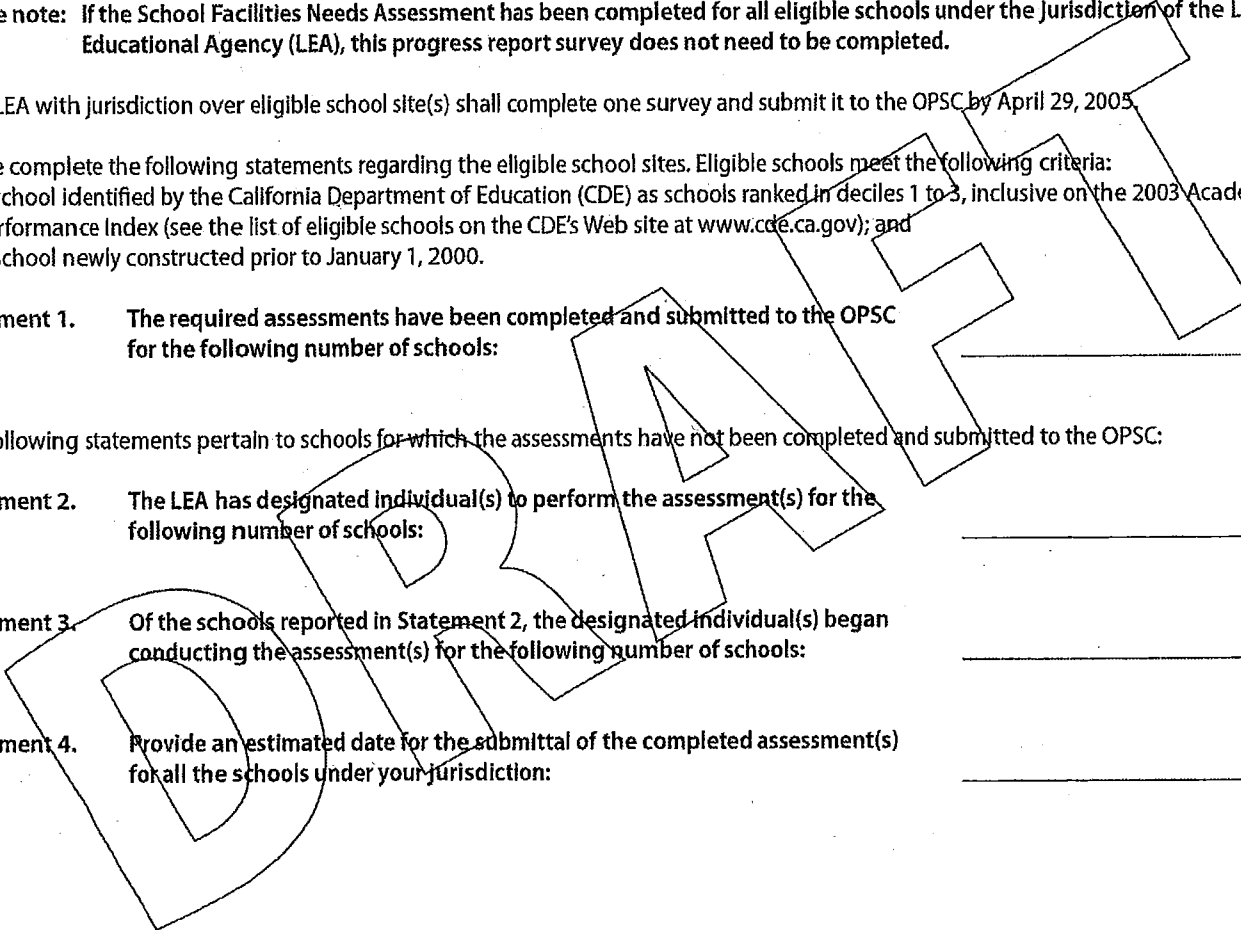 e note: If the School Facilities Needs Assessment has been completed for all eligible schools under the Jurisdiction of the L
Educational Agency (LEA), this progress report survey does not need to be completed.
LEA with jurisdiction over eligible school site(s) shall complete one survey and submit it to the OPSC by April 29, 2005.
e complete the following statements regarding the eligible school sites. Eligible schools meet the following criteria:
chool identified by the California Department of Education (CDE) as schools ranked in deciles 1 to 3, inclusive on the 2003 Acade
rformance Index (see the list of eligible schools on the CDE's Web site at www.cde.ca.gov); and
chool newly constructed prior to January 1, 2000.
ment 1. The required assessments have been completed and submitted to the OPSC
for the following number of schools:
ollowing statements pertain to schools for which the assessments have not been completed and submitted to the OPSC:
ment 2. The LEA has designated individual(s) to perform the assessment(s) for the
following number of schools:
ment 3. Of the schools reported in Statement 2, the designated individual(s) began
conducting the assessment(s) for the following number of schools:
ment 4. Provide an estimated date for the submittal of the completed assessment(s)
for all the schools under your jurisdiction:
DRAFT